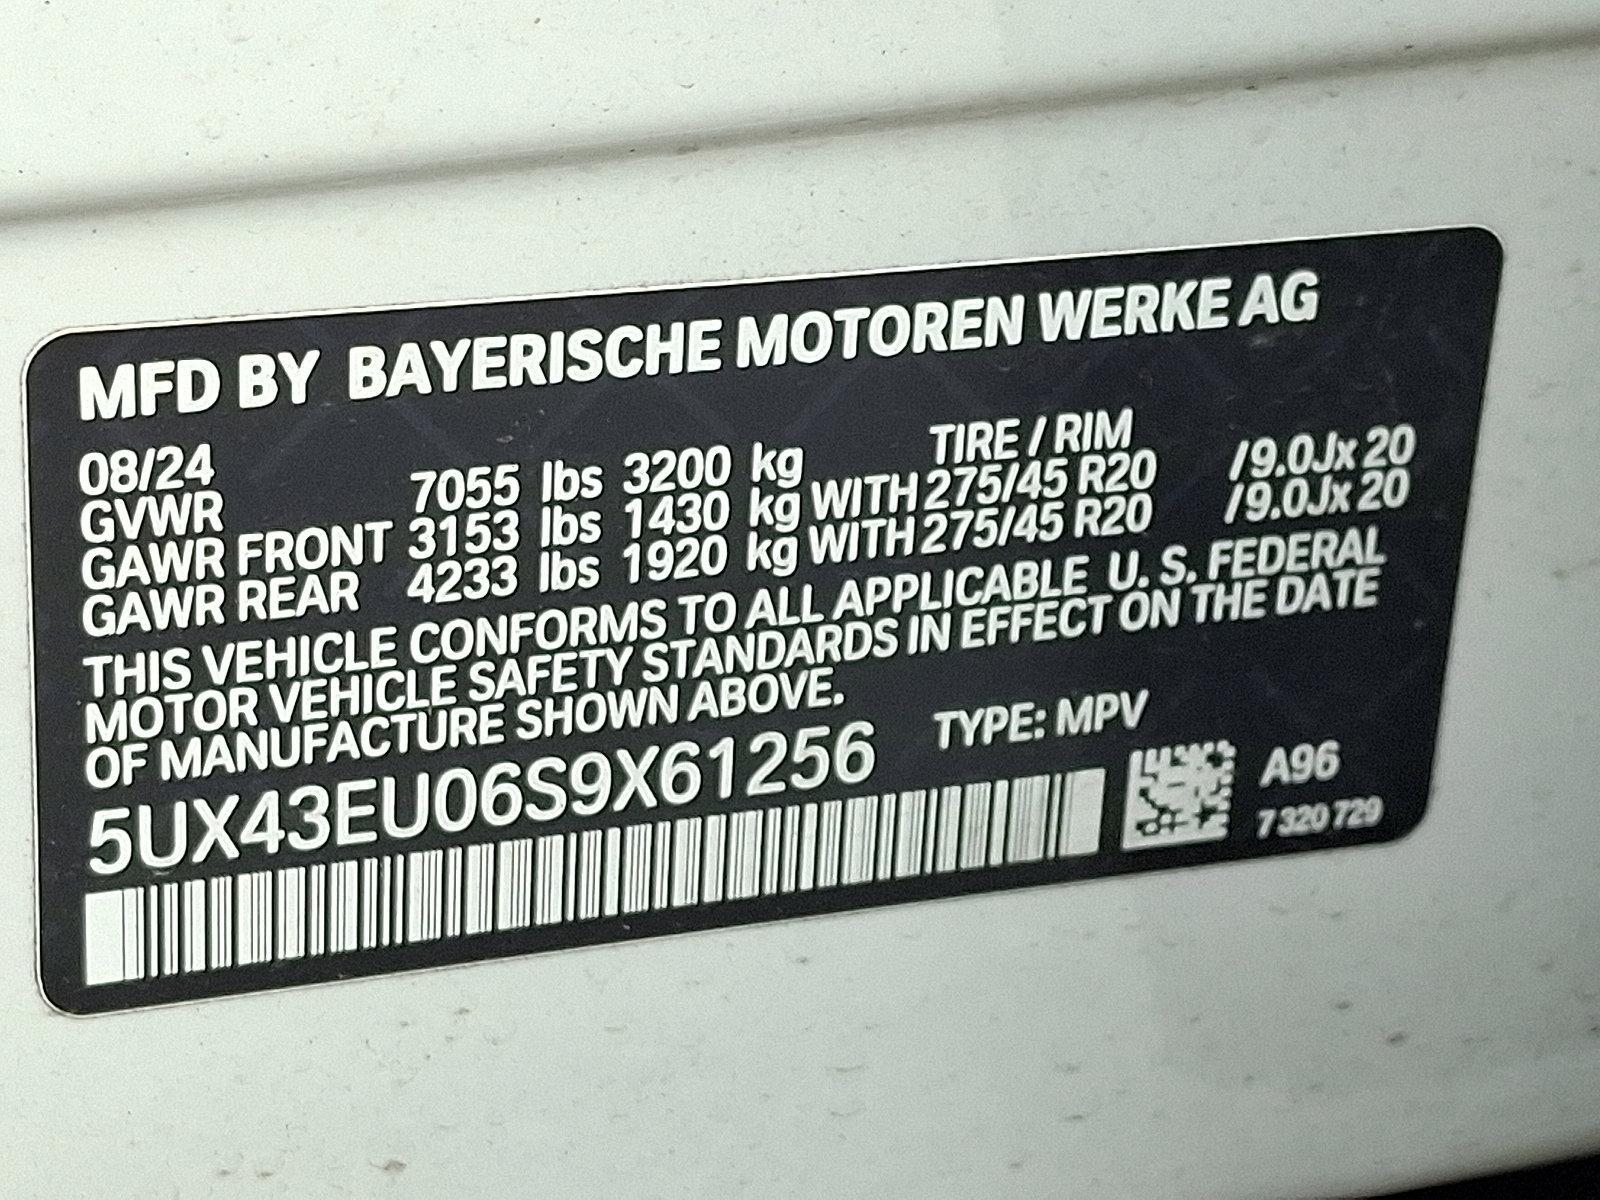 MFD BY BAYERISCHE MOTOREN WERKE AG
08/24 TIRE / RIM
GVWR 7055 lbs 3200 kg
GAWR FRONT 3153 lbs 1430 kg WITH 275/45 R20 /9.0Jx 20
GAWR REAR 4233 lbs 1920 kg WITH 275/45 R20 /9.0Jx 20
THIS VEHICLE CONFORMS TO ALL APPLICABLE U. S. FEDERAL
MOTOR VEHICLE SAFETY STANDARDS IN EFFECT ON THE DATE
OF MANUFACTURE SHOWN ABOVE.
5UX43EU06S9X61256 TYPE: MPV
A96
7 320 729